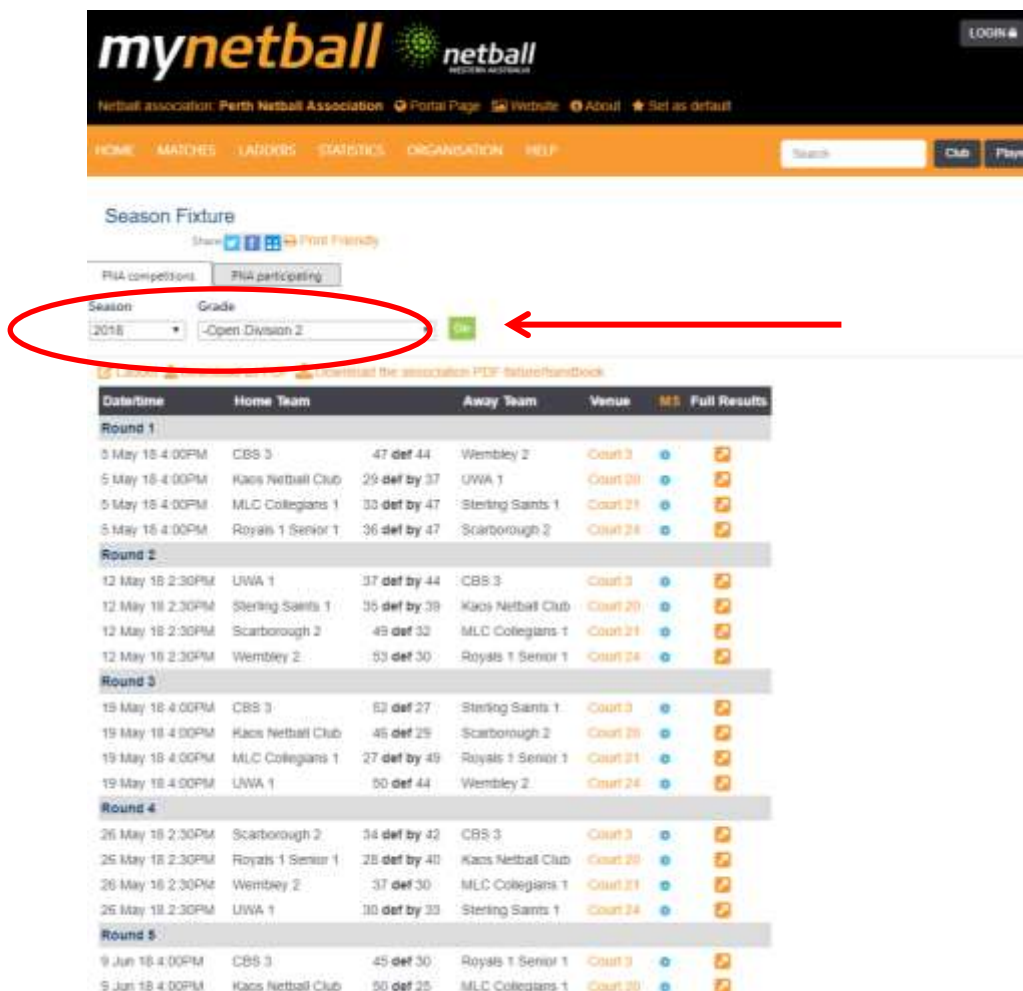 mynetball netball
WESTERN AUSTRALIA
LOGIN
Netball association: Perth Netball Association Portal Page Website About Set as default
HOME MATCHES LADDERS STATISTICS ORGANISATION HELP Search Club Playe
Season Fixture
Share Print Friendly
PNA competitions PNA participating
Season Grade
2018 -Open Division 2 Go
Ladder Download the association PDF fixture/handbook
Date/time Home Team Away Team Venue MS Full Results
Round 1
5 May 18 4:00PM CBS 3 47 def 44 Wembley 2 Court 3
5 May 18 4:00PM Kaos Netball Club 29 def by 37 UWA 1 Court 20
5 May 18 4:00PM MLC Collegians 1 33 def by 47 Sterling Saints 1 Court 21
5 May 18 4:00PM Royals 1 Senior 1 36 def by 47 Scarborough 2 Court 24
Round 2
12 May 18 2:30PM UWA 1 37 def by 44 CBS 3 Court 3
12 May 18 2:30PM Sterling Saints 1 35 def by 39 Kaos Netball Club Court 20
12 May 18 2:30PM Scarborough 2 49 def 32 MLC Collegians 1 Court 21
12 May 18 2:30PM Wembley 2 53 def 30 Royals 1 Senior 1 Court 24
Round 3
19 May 18 4:00PM CBS 3 52 def 27 Sterling Saints 1 Court 3
19 May 18 4:00PM Kaos Netball Club def Scarborough 2 Court 20
19 May 18 4:00PM MLC Collegians 1 27 def by 49 Royals 1 Senior 1 Court 21
19 May 18 4:00PM UWA 1 50 def 44 Wembley 2 Court 24
Round 4
26 May 18 2:30PM Scarborough 2 34 def by 42 CBS 3 Court 3
26 May 18 2:30PM Royals 1 Senior 1 28 def by 40 Kaos Netball Club Court 20
26 May 18 2:30PM Wembley 2 37 def 30 MLC Collegians 1 Court 21
26 May 18 2:30PM UWA 1 30 def by 33 Sterling Saints 1 Court 24
Round 5
9 Jun 18 4:00PM CBS 3 45 def 30 Royals 1 Senior 1 Court 3
9 Jun 18 4:00PM Kaos Netball Club 50 def 25 MLC Collegians 1 Court 20